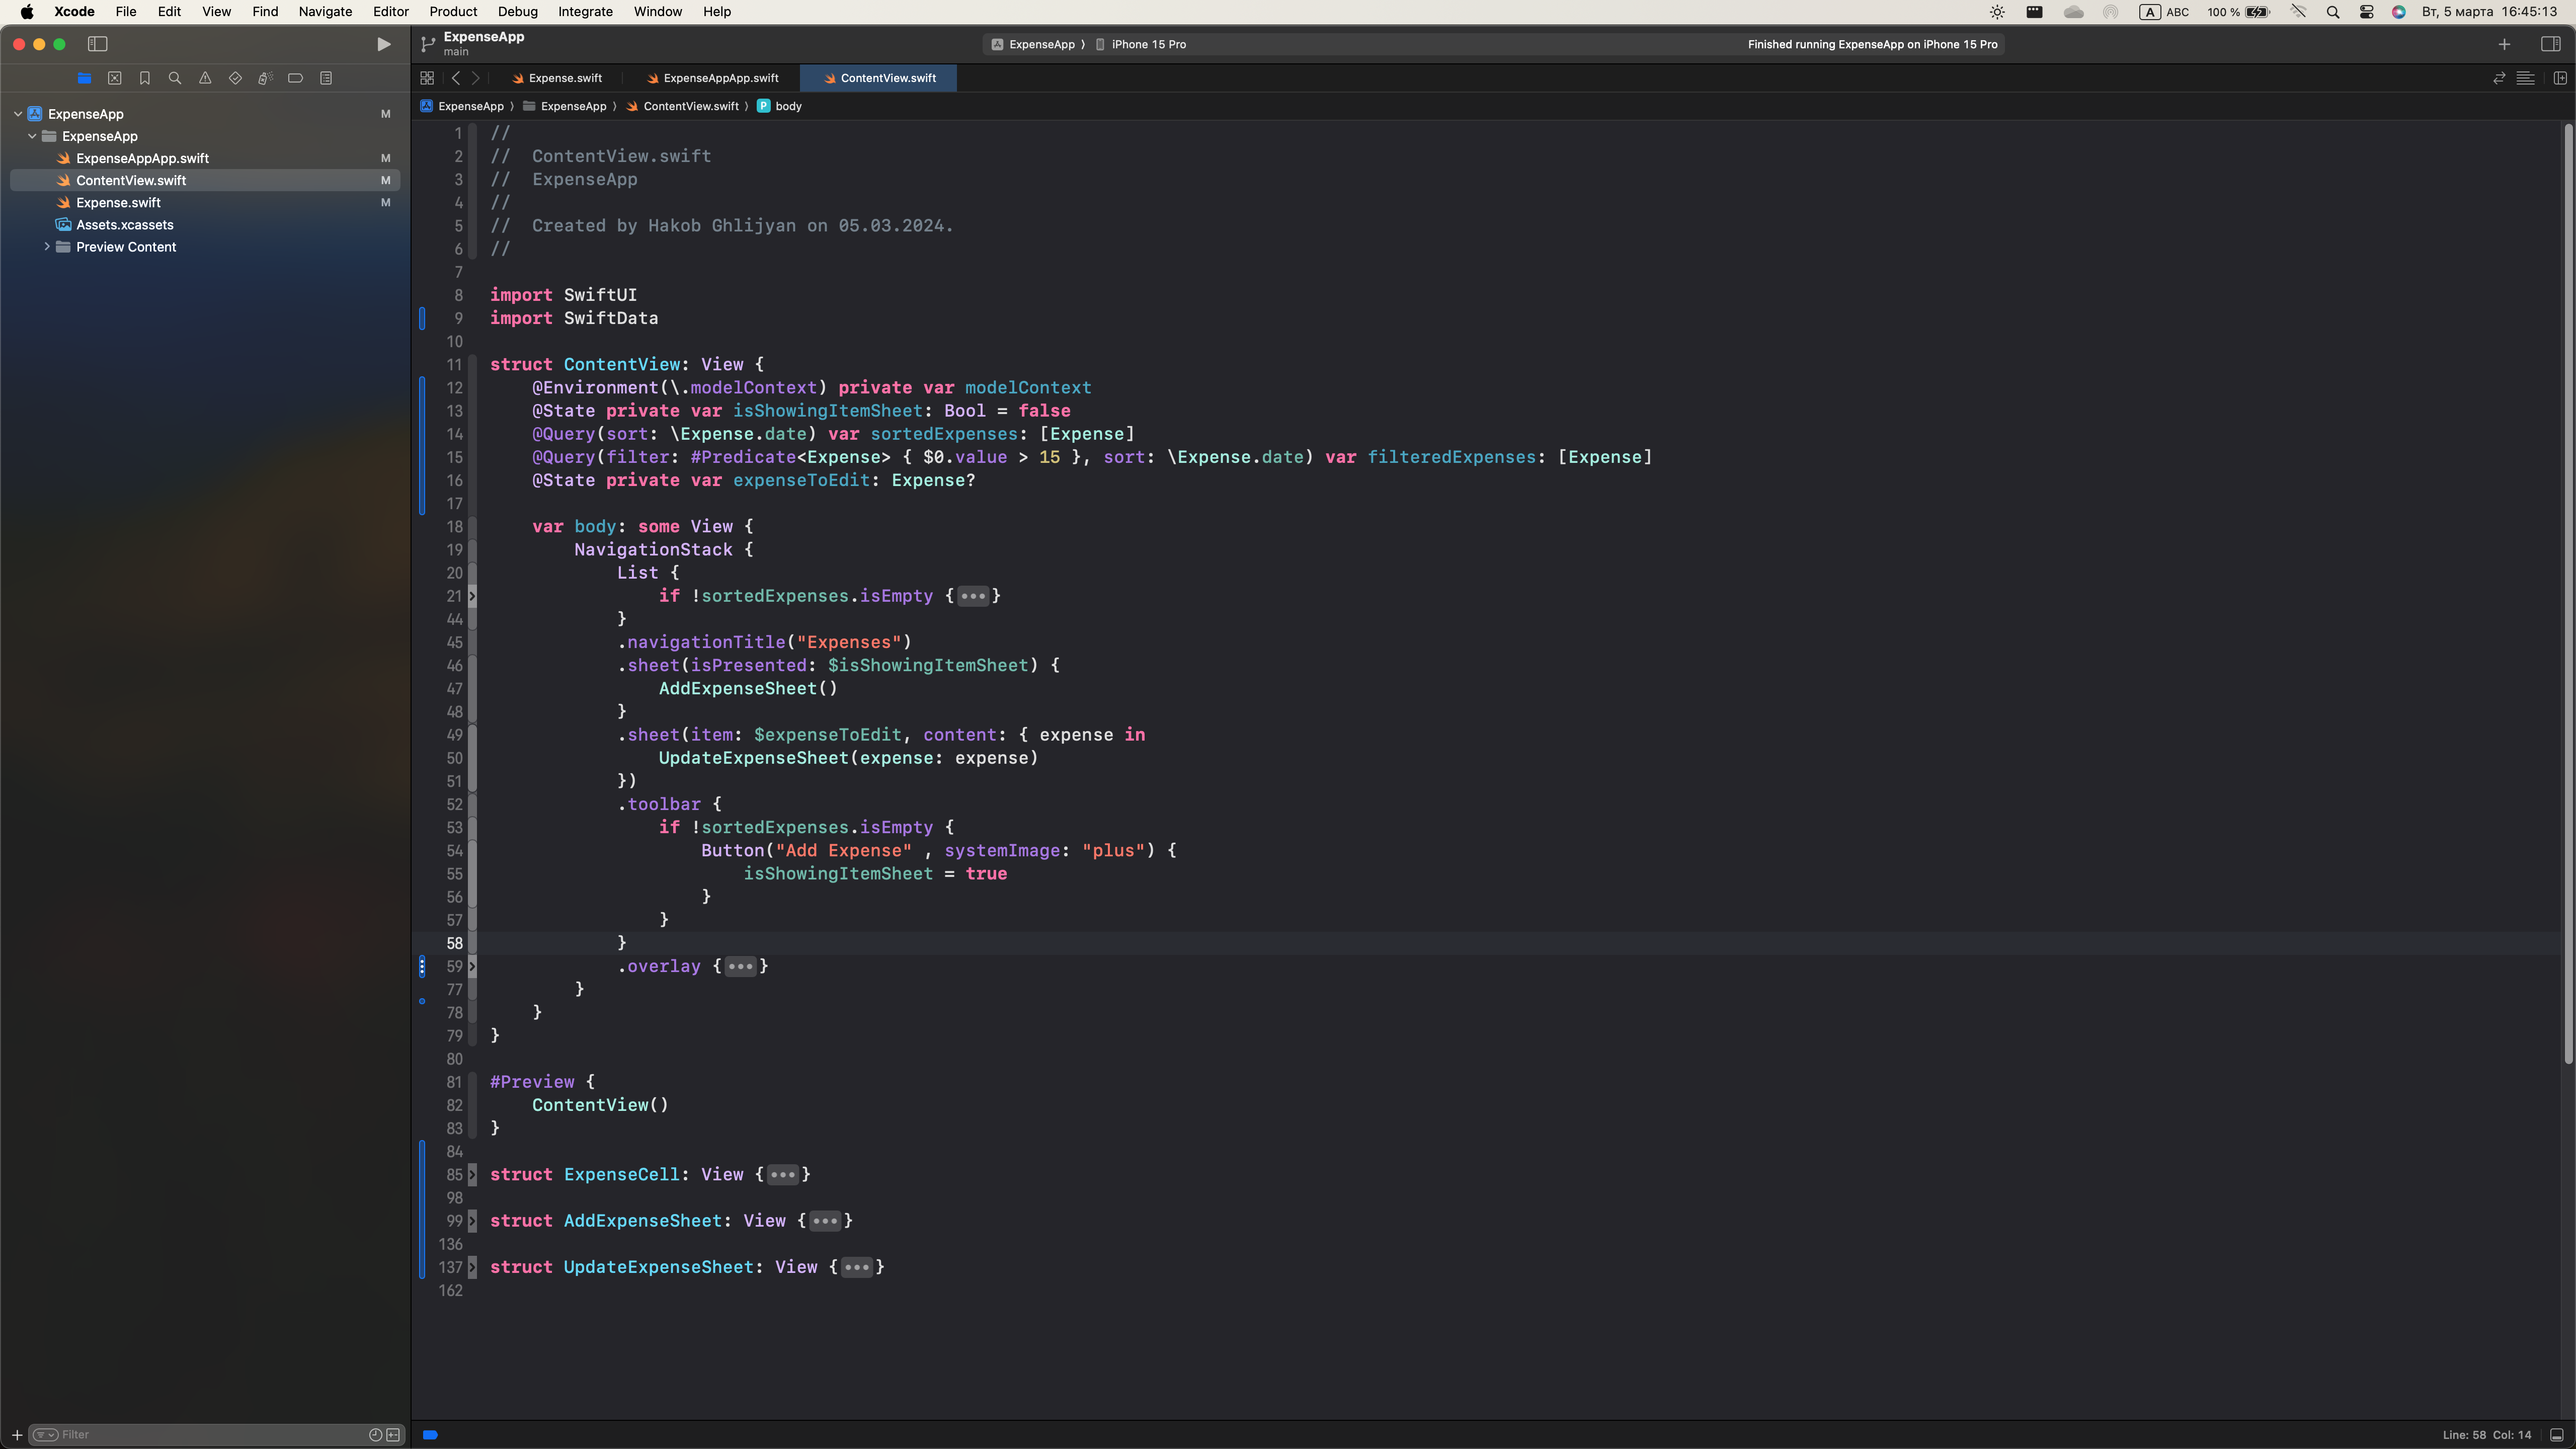 Xcode File Edit View Find Navigate Editor Product Debug Integrate Window Help A ABC 100 % Вт, 5 марта 16:45:13
ExpenseApp
main
ExpenseApp ⟩ iPhone 15 Pro
Finished running ExpenseApp on iPhone 15 Pro
Expense.swift ExpenseAppApp.swift ContentView.swift
ExpenseApp ⟩ ExpenseApp ⟩ ContentView.swift ⟩ P body
ExpenseApp M
ExpenseApp
ExpenseAppApp.swift M
ContentView.swift M
Expense.swift M
Assets.xcassets
Preview Content
1 //
2 //  ContentView.swift
3 //  ExpenseApp
4 //
5 //  Created by Hakob Ghlijyan on 05.03.2024.
6 //
7
8 import SwiftUI
9 import SwiftData
10
11 struct ContentView: View {
12     @Environment(\.modelContext) private var modelContext
13     @State private var isShowingItemSheet: Bool = false
14     @Query(sort: \Expense.date) var sortedExpenses: [Expense]
15     @Query(filter: #Predicate<Expense> { $0.value > 15 }, sort: \Expense.date) var filteredExpenses: [Expense]
16     @State private var expenseToEdit: Expense?
17
18     var body: some View {
19         NavigationStack {
20             List {
21                 if !sortedExpenses.isEmpty {•••}
44             }
45             .navigationTitle("Expenses")
46             .sheet(isPresented: $isShowingItemSheet) {
47                 AddExpenseSheet()
48             }
49             .sheet(item: $expenseToEdit, content: { expense in
50                 UpdateExpenseSheet(expense: expense)
51             })
52             .toolbar {
53                 if !sortedExpenses.isEmpty {
54                     Button("Add Expense" , systemImage: "plus") {
55                         isShowingItemSheet = true
56                     }
57                 }
58             }
59             .overlay {•••}
77         }
78     }
79 }
80
81 #Preview {
82     ContentView()
83 }
84
85 struct ExpenseCell: View {•••}
98
99 struct AddExpenseSheet: View {•••}
136
137 struct UpdateExpenseSheet: View {•••}
162
Filter
Line: 58 Col: 14